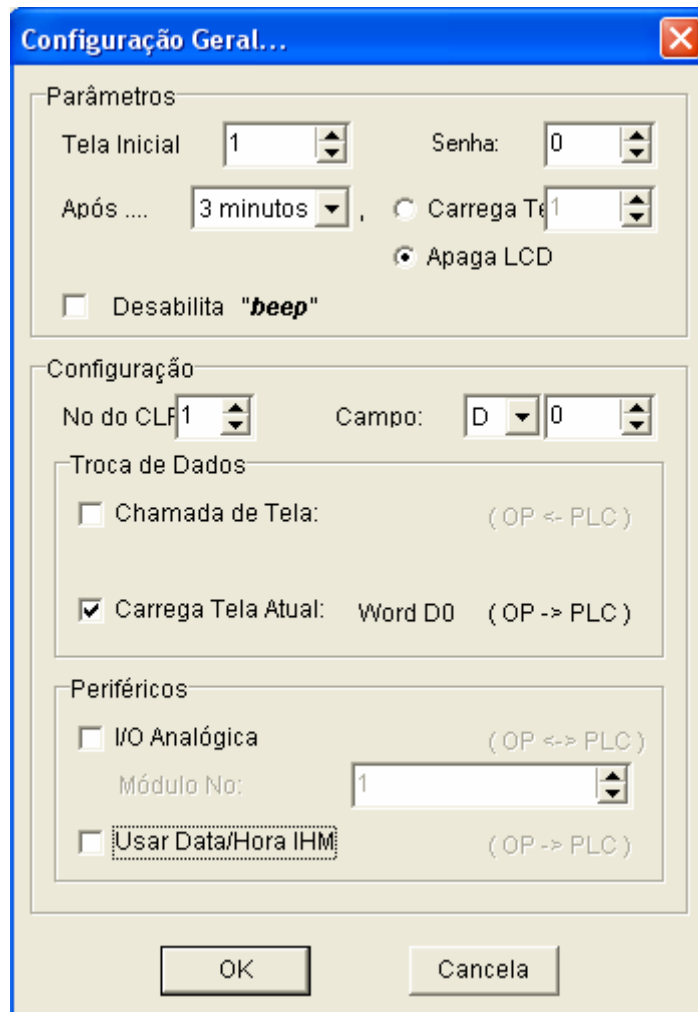 Configuração Geral...
Parâmetros
Tela Inicial 1 Senha: 0
Após .... 3 minutos , Carrega Te 1
Apaga LCD
Desabilita "beep"
Configuração
No do CLP 1 Campo: D 0
Troca de Dados
Chamada de Tela: ( OP <- PLC )
Carrega Tela Atual: Word D0 ( OP -> PLC )
Periféricos
I/O Analógica ( OP <-> PLC )
Módulo No: 1
Usar Data/Hora IHM ( OP -> PLC )
OK Cancela